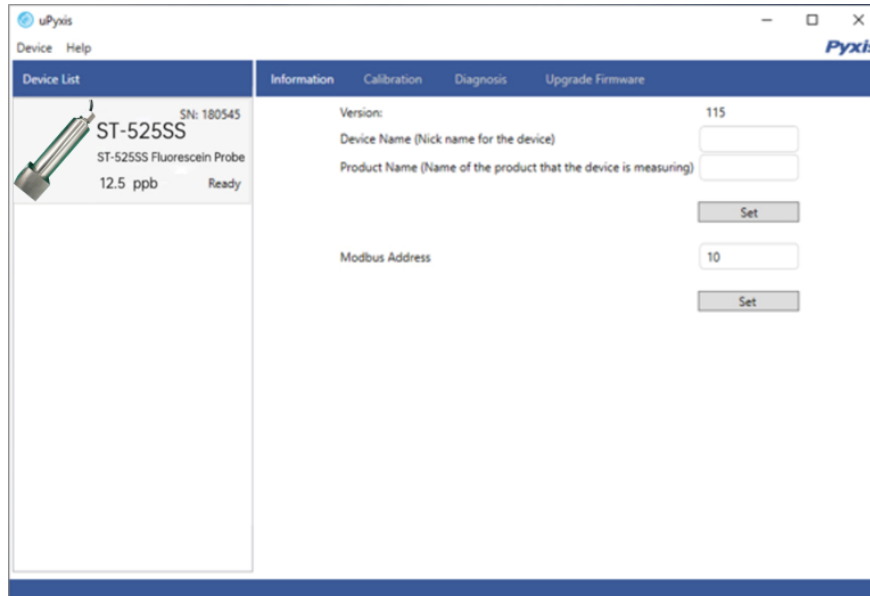 uPyxis
Device Help
Pyxis
Device List
Information Calibration Diagnosis Upgrade Firmware
SN: 180545
ST-525SS
ST-525SS Fluorescein Probe
12.5 ppb Ready
Version: 115
Device Name (Nick name for the device)
Product Name (Name of the product that the device is measuring)
Set
Modbus Address 10
Set